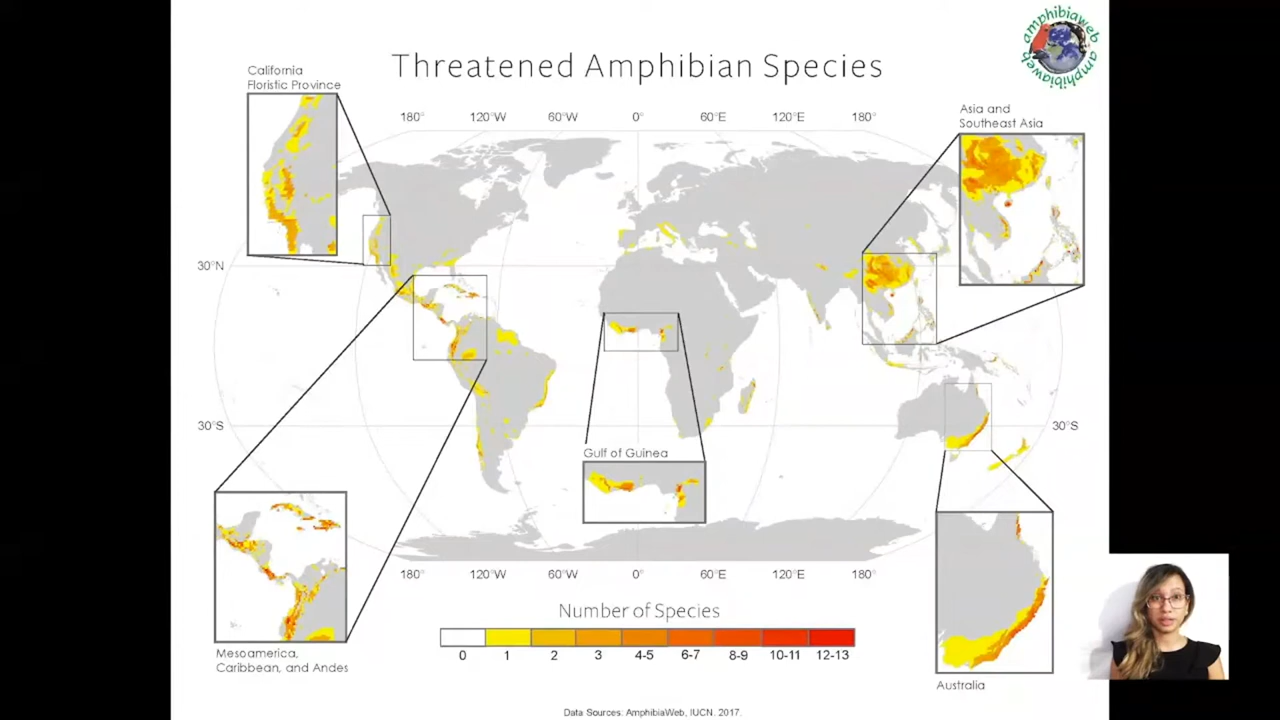 amphibiaweb amphibiaweb
Threatened Amphibian Species
California
Floristic Province
Asia and
Southeast Asia
180° 120°W 60°W 0° 60°E 120°E 180°
30°N
30°S 30°S
Gulf of Guinea
180° 120°W 60°W 0° 60°E 120°E 180°
Number of Species
0 1 2 3 4-5 6-7 8-9 10-11 12-13
Mesoamerica,
Caribbean, and Andes
Australia
Data Sources: AmphibiaWeb, IUCN. 2017.